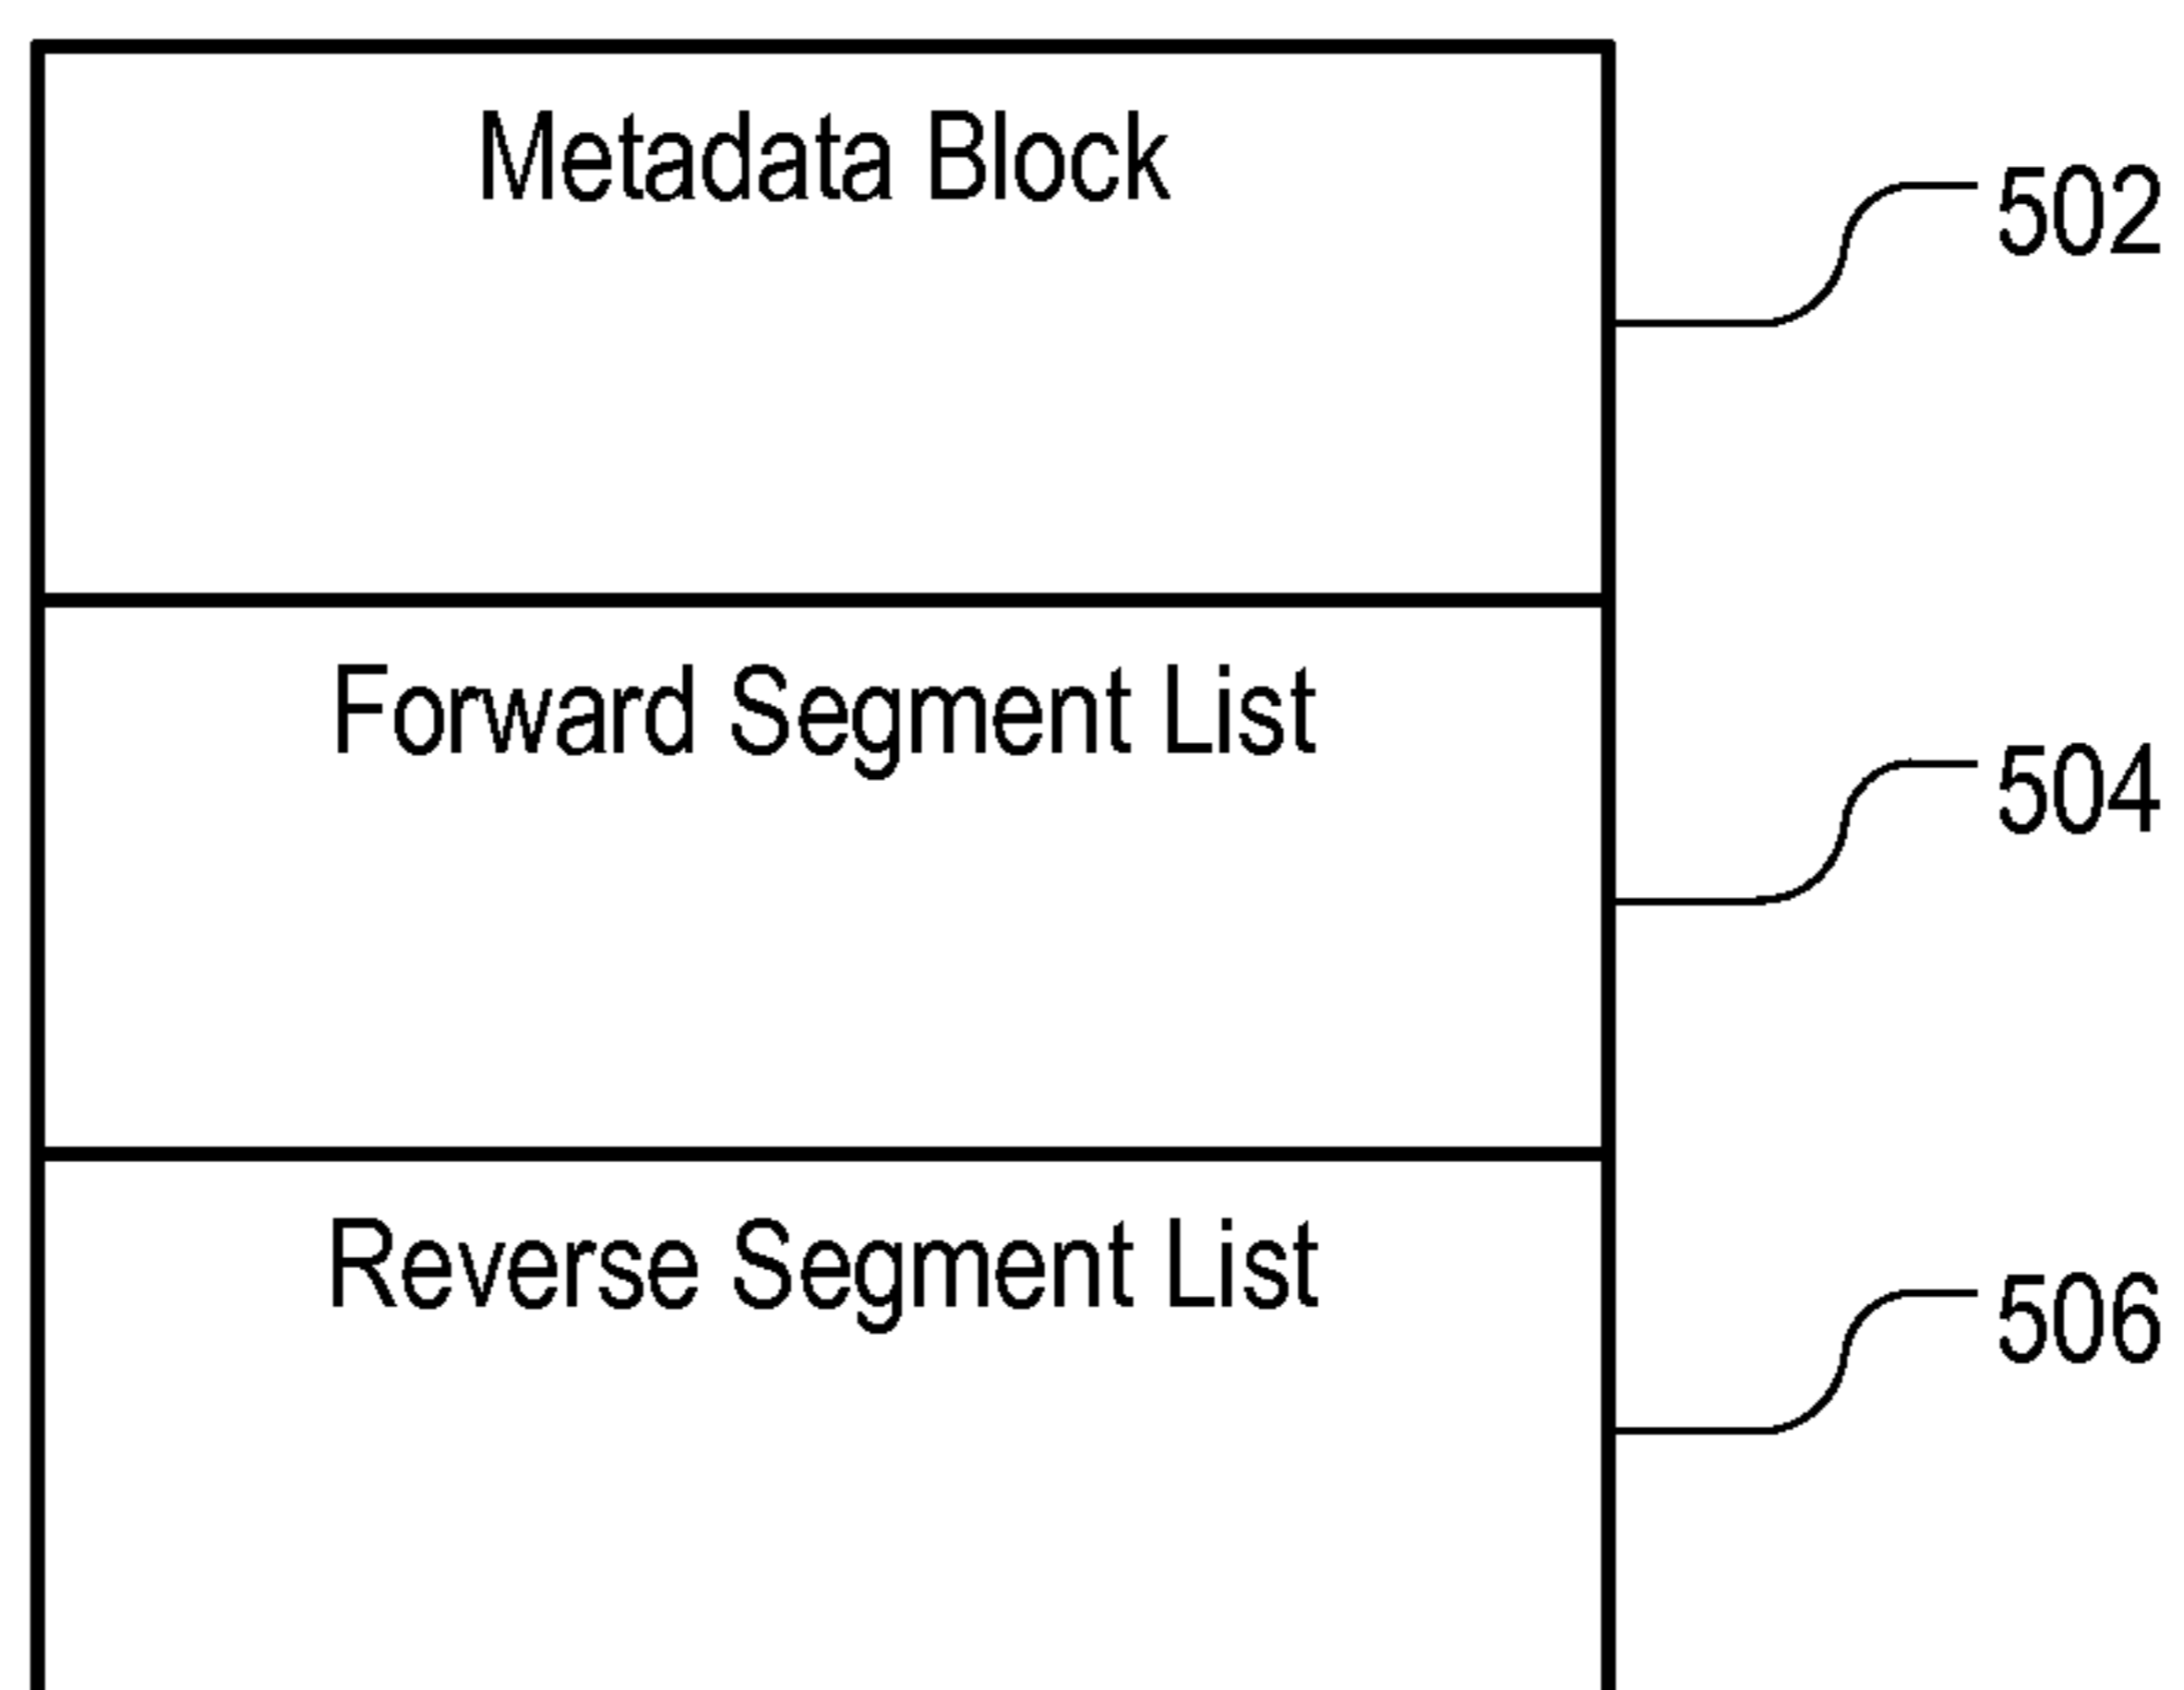 Metadata Block
502
Forward Segment List
504
Reverse Segment List
506